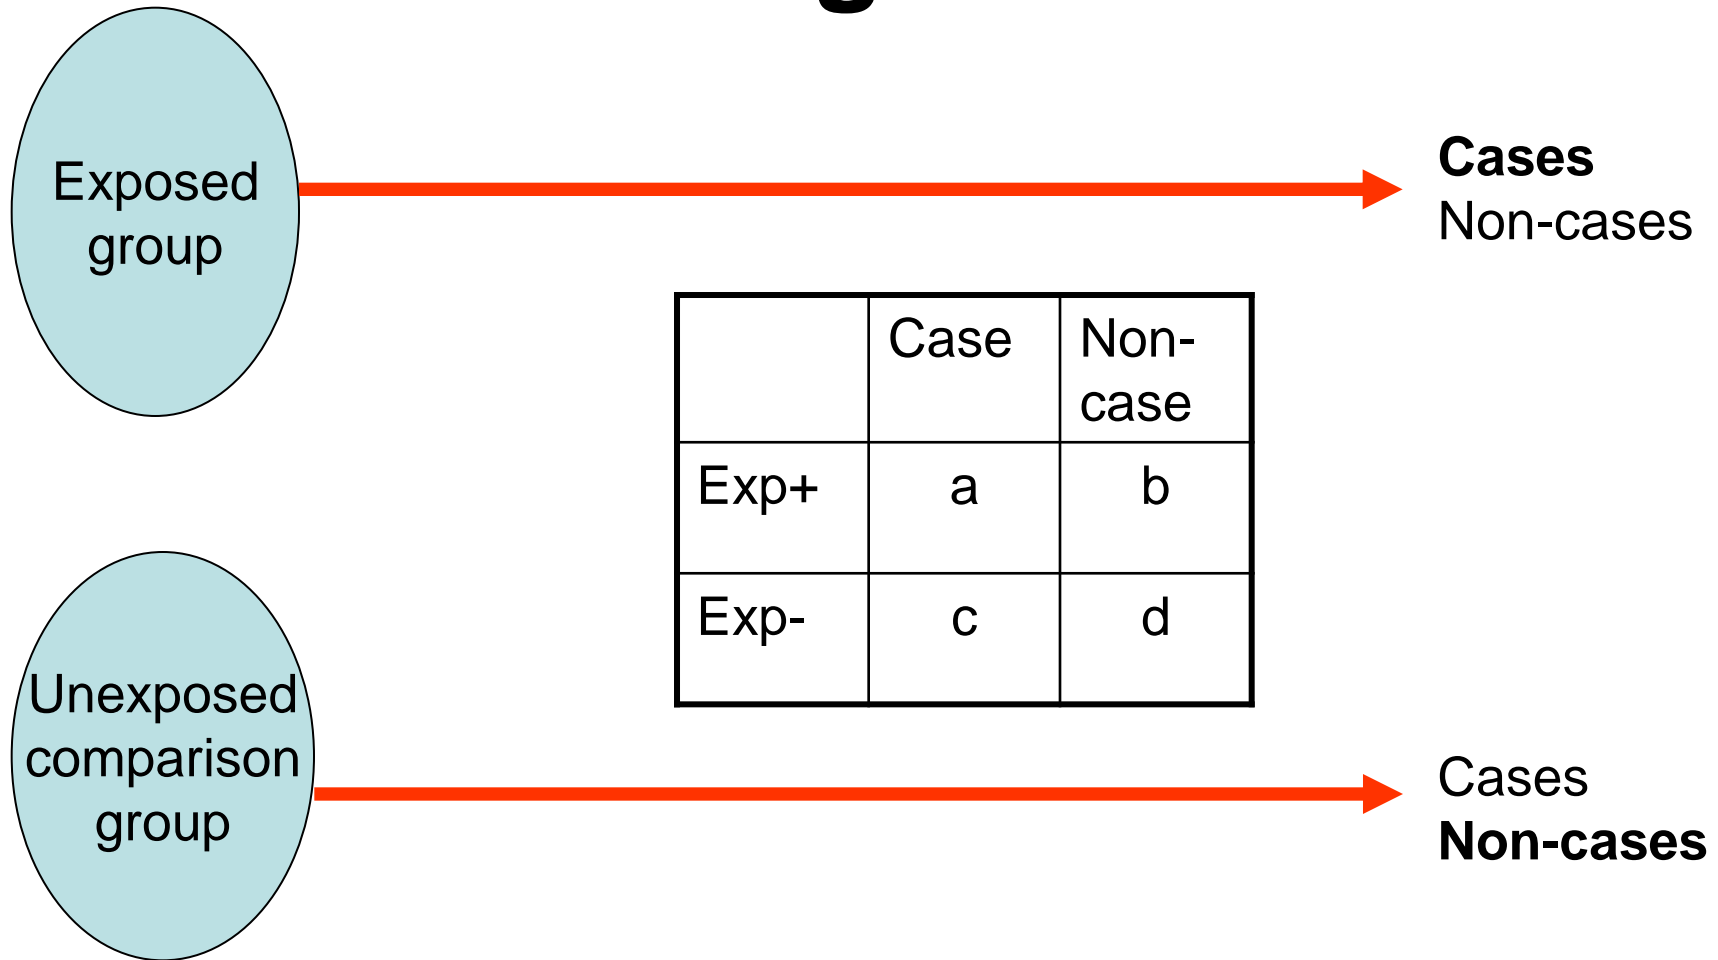 Exposed
group
Cases
Non-cases
Case Non-
case
Exp+ a b
Exp- c d
Unexposed
comparison
group
Cases
Non-cases